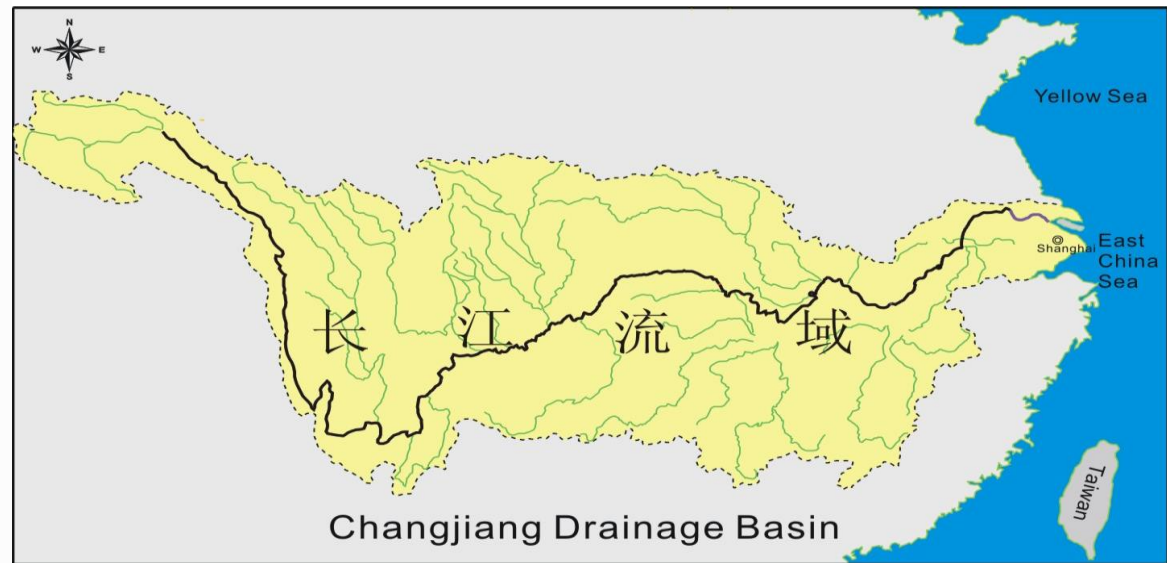 N
W E
S
Yellow Sea
Shanghai
East
China
Sea
长江流域
Taiwan
Changjiang Drainage Basin